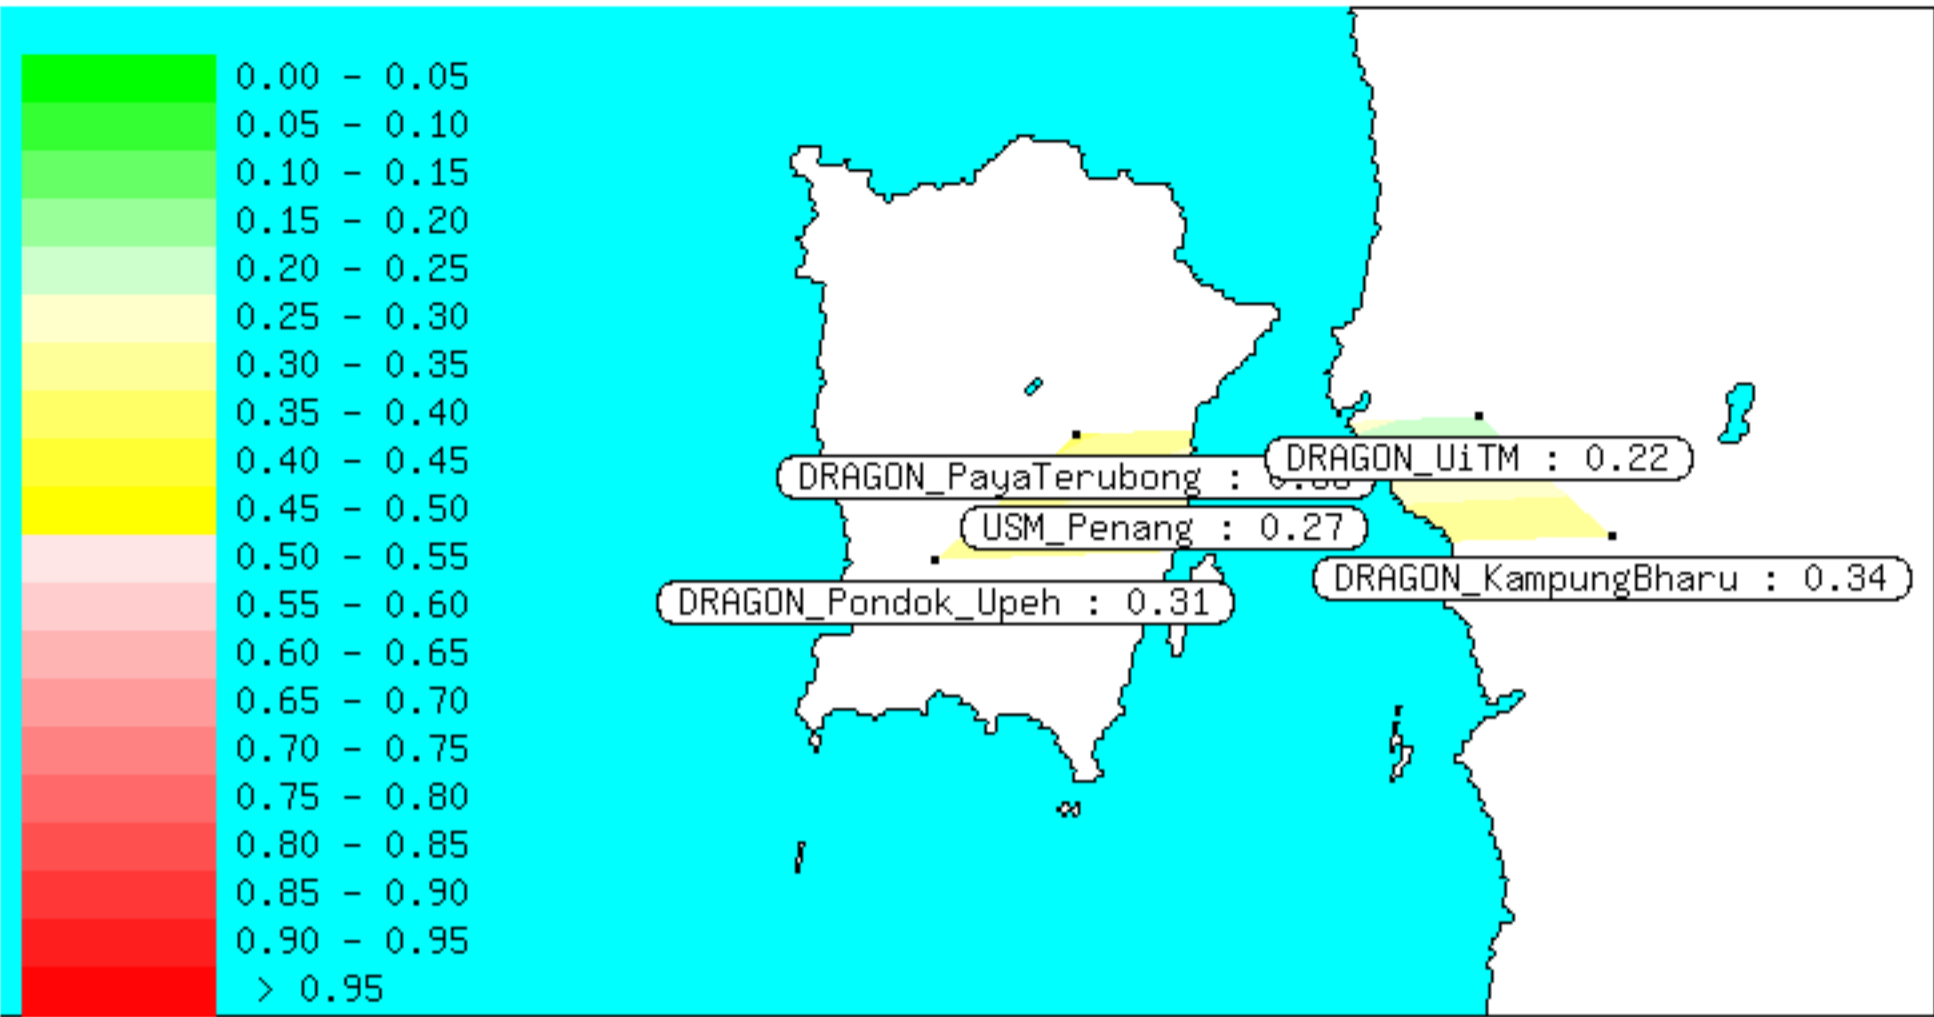 0.00 - 0.05
0.05 - 0.10
0.10 - 0.15
0.15 - 0.20
0.20 - 0.25
0.25 - 0.30
0.30 - 0.35
0.35 - 0.40
0.40 - 0.45
0.45 - 0.50
0.50 - 0.55
0.55 - 0.60
0.60 - 0.65
0.65 - 0.70
0.70 - 0.75
0.75 - 0.80
0.80 - 0.85
0.85 - 0.90
0.90 - 0.95
> 0.95
DRAGON_UiTM : 0.22
DRAGON_PayaTerubong :
USM_Penang : 0.27
DRAGON_KampungBharu : 0.34
DRAGON_Pondok_Upeh : 0.31